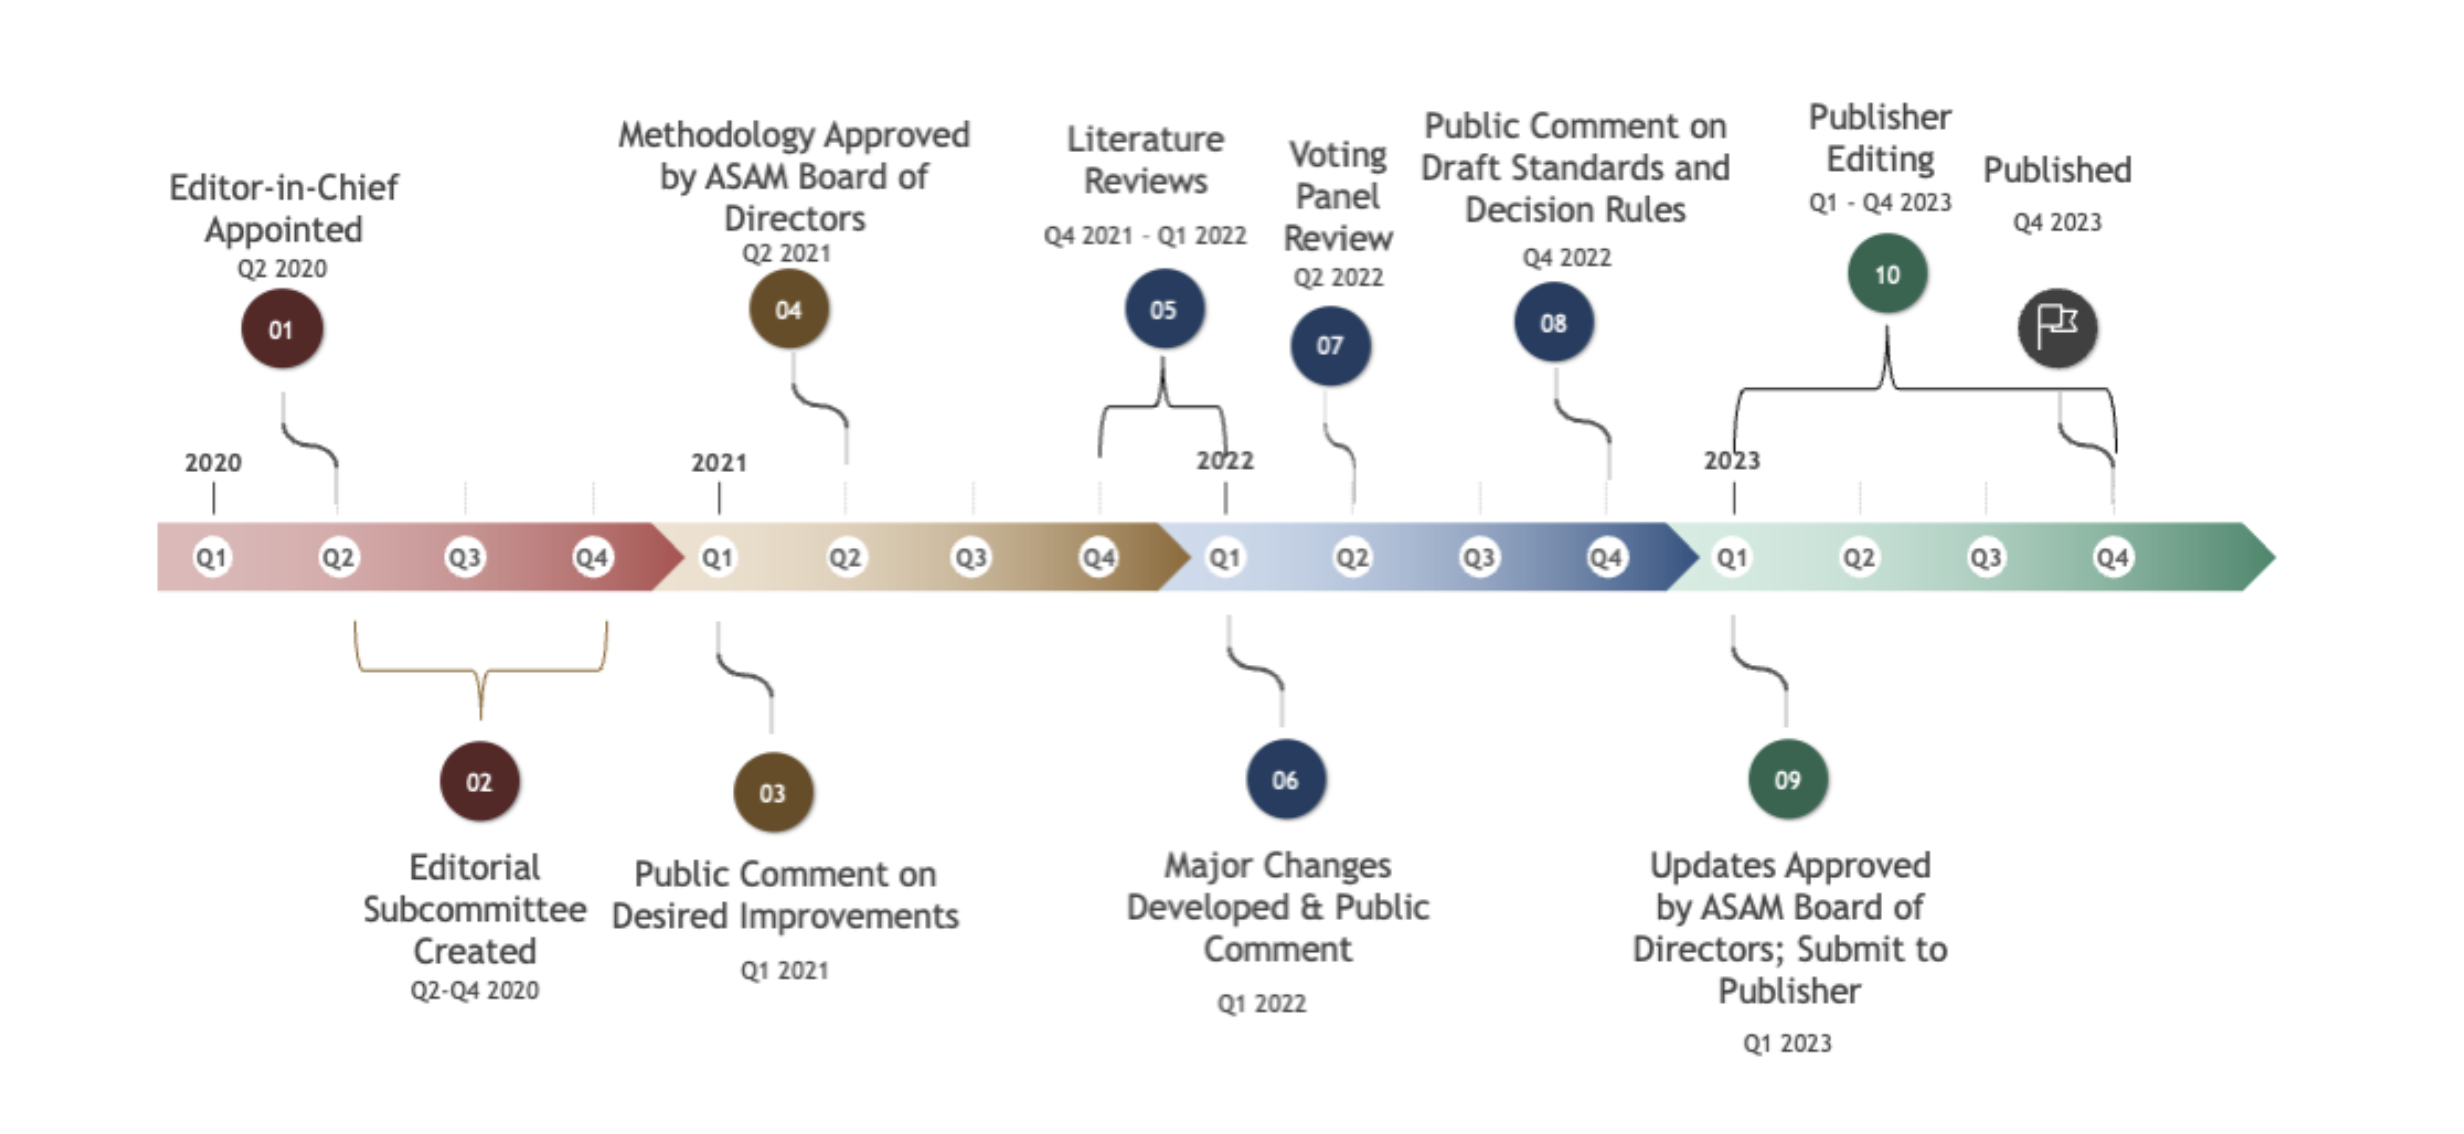 Editor-in-Chief
Appointed
Q2 2020
01
Methodology Approved
by ASAM Board of
Directors
Q2 2021
04
Literature
Reviews
Q4 2021 - Q1 2022
05
Voting
Panel
Review
Q2 2022
07
Public Comment on
Draft Standards and
Decision Rules
Q4 2022
08
Publisher
Editing
Q1 - Q4 2023
10
Published
Q4 2023
2020
2021
2022
2023
Q1
Q2
Q3
Q4
Q1
Q2
Q3
Q4
Q1
Q2
Q3
Q4
Q1
Q2
Q3
Q4
02
Editorial
Subcommittee
Created
Q2-Q4 2020
03
Public Comment on
Desired Improvements
Q1 2021
06
Major Changes
Developed & Public
Comment
Q1 2022
09
Updates Approved
by ASAM Board of
Directors; Submit to
Publisher
Q1 2023